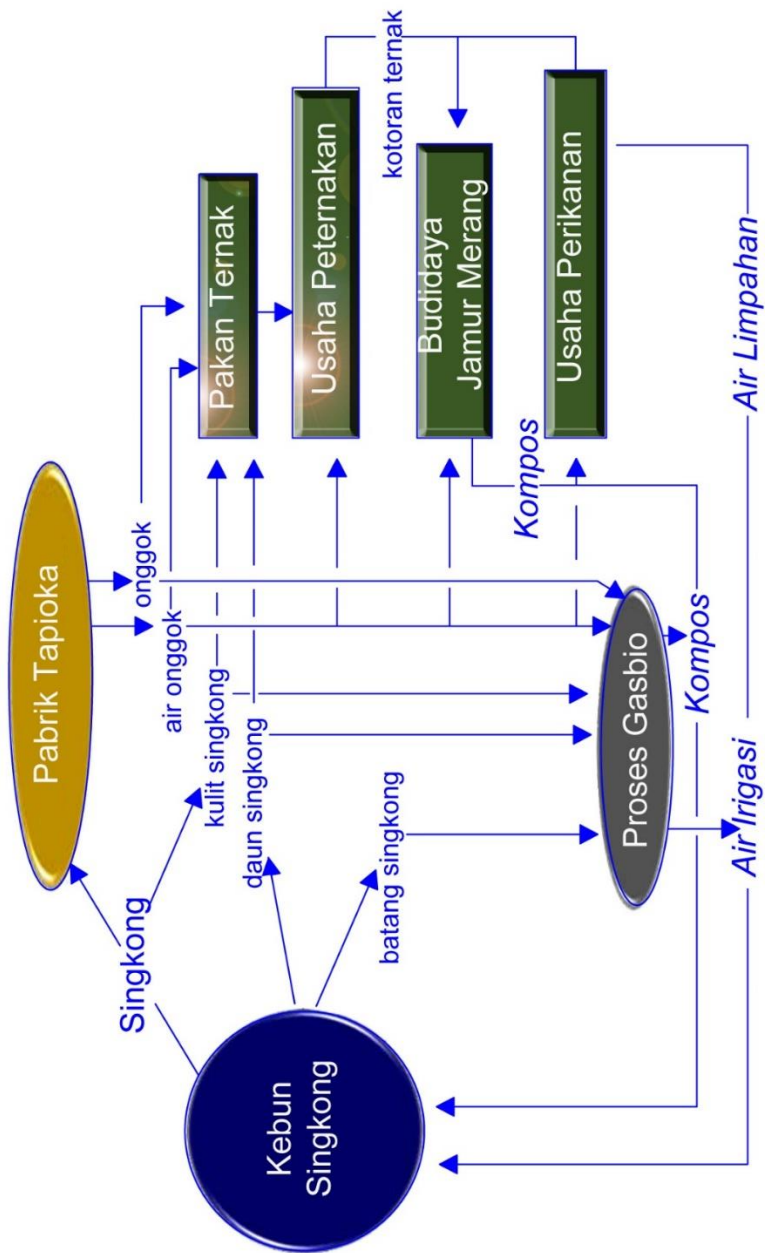 Pabrik Tapioka
Singkong
onggok
air onggok
kulit singkong
daun singkong
batang singkong
Kebun
Singkong
Pakan Ternak
Usaha Peternakan
kotoran ternak
Budidaya
Jamur Merang
Usaha Perikanan
Kompos
Proses Gasbio
Kompos
Air Irigasi
Air Limpahan